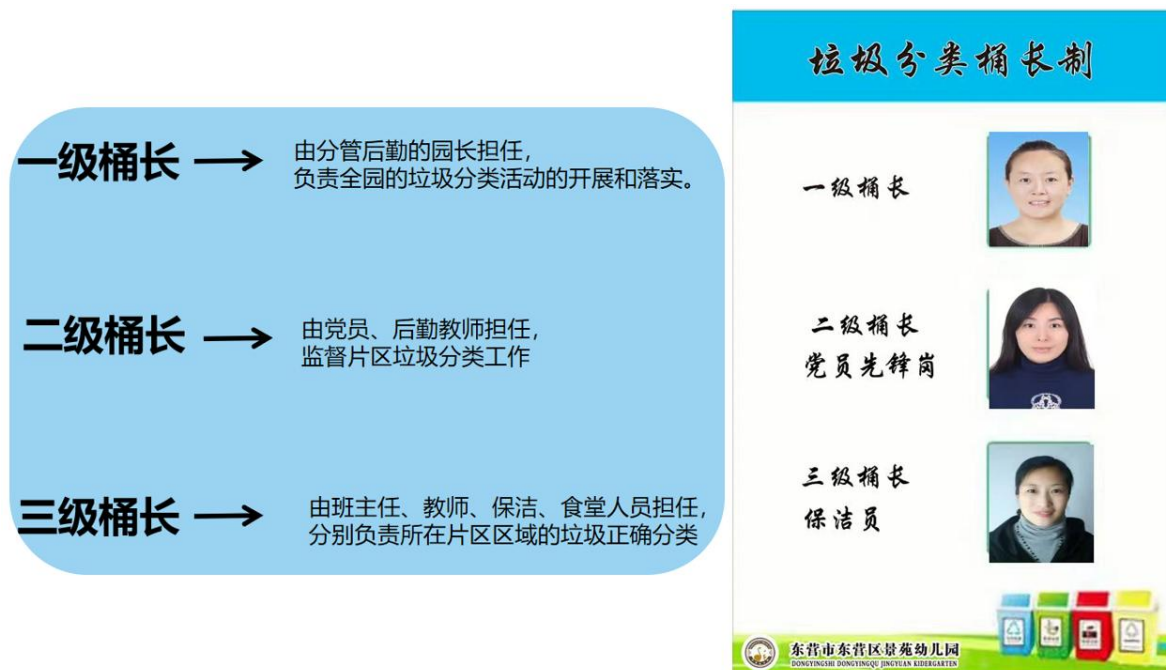 一级桶长
由分管后勤的园长担任，
负责全园的垃圾分类活动的开展和落实。
二级桶长
由党员、后勤教师担任，
监督片区垃圾分类工作
三级桶长
由班主任、教师、保洁、食堂人员担任，
分别负责所在片区区域的垃圾正确分类
垃圾分类桶长制
一级桶长
二级桶长
党员先锋岗
三级桶长
保洁员
东营市东营区景苑幼儿园
DONGYINGSHI DONGYINGQU JINGYUAN KIDERGARTEN